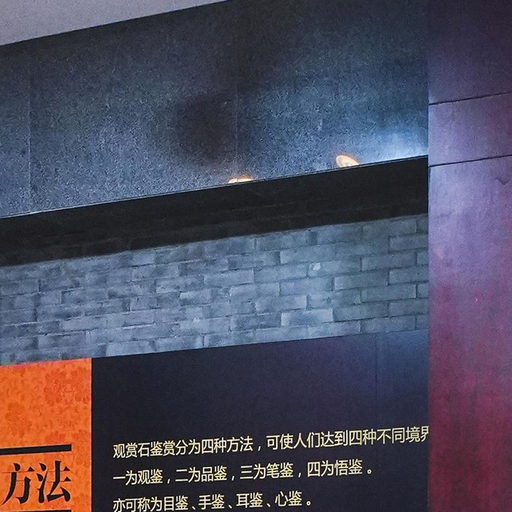 观赏石鉴赏分为四种方法，可使人们达到四种不同境界
一为观鉴，二为品鉴，三为笔鉴，四为悟鉴。
亦可称为目鉴、手鉴、耳鉴、心鉴。
方法